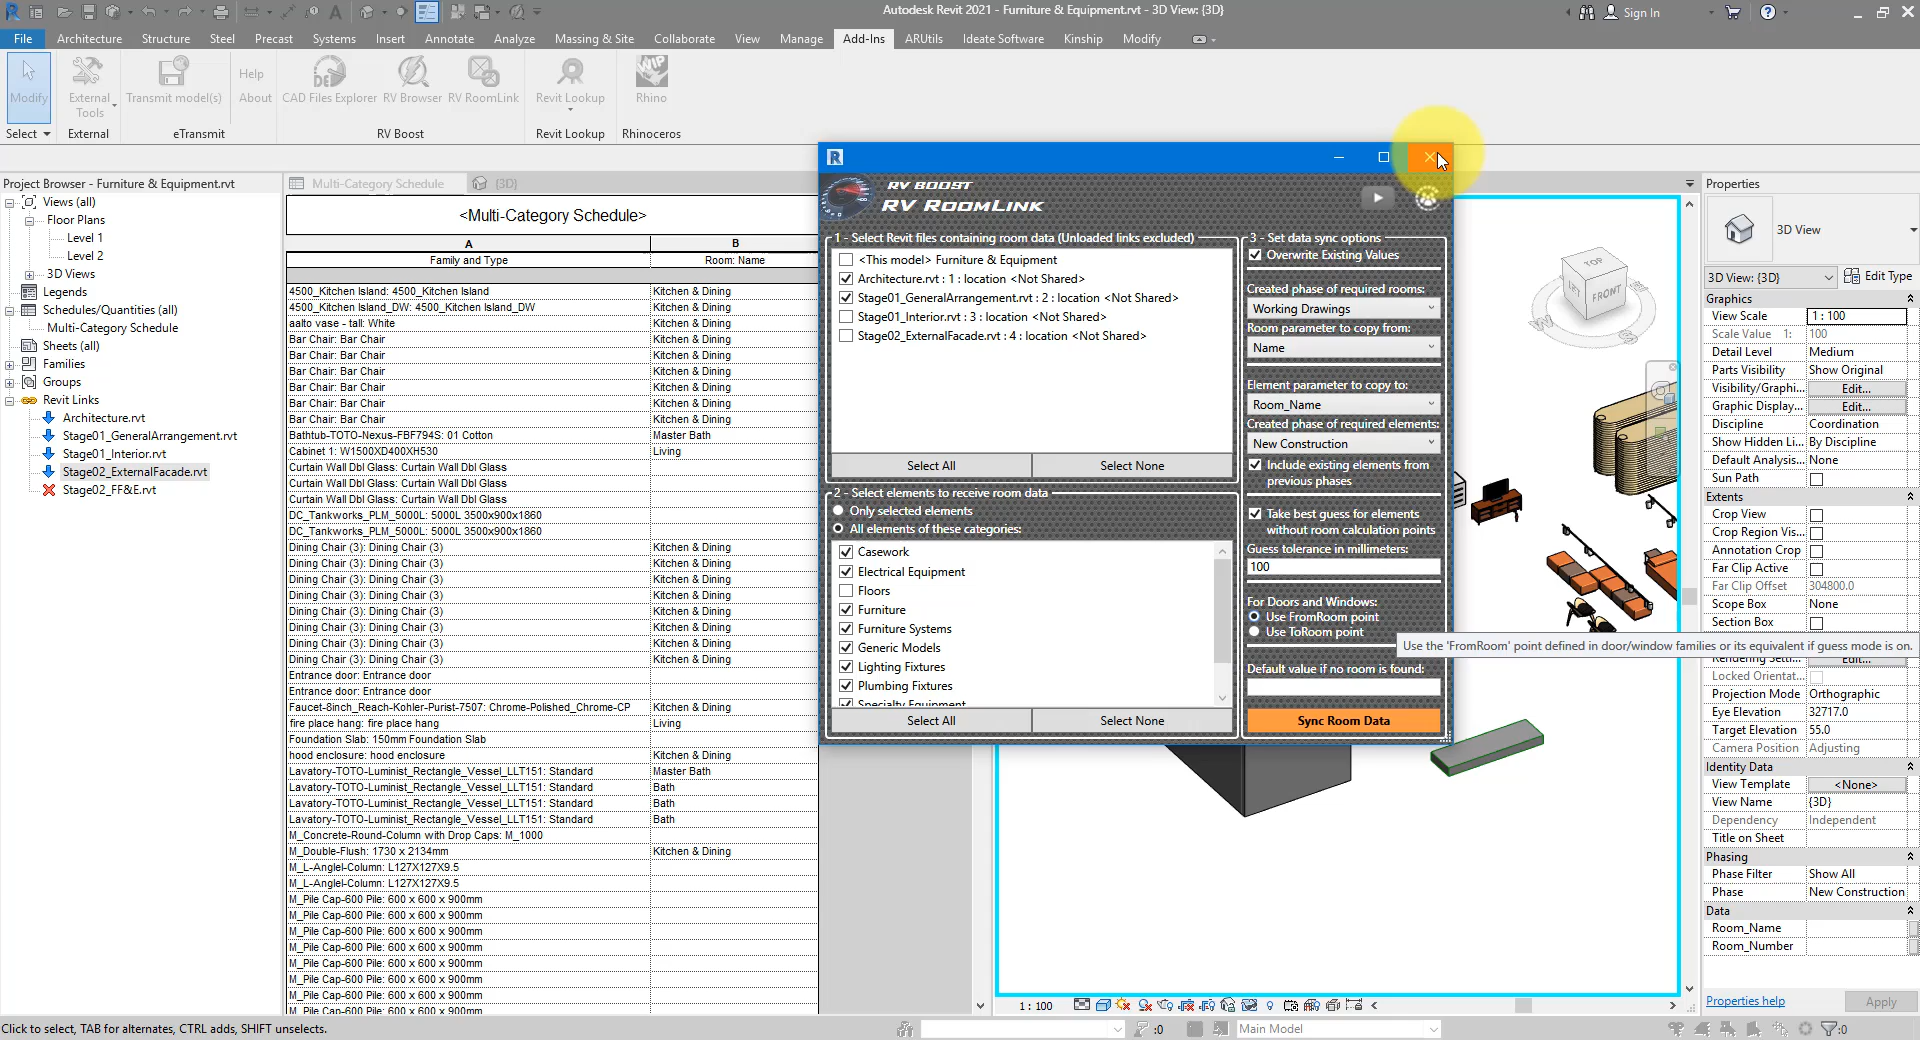 Autodesk Revit 2021 - Furniture & Equipment.rvt - 3D View: {3D}
Sign In
File
Architecture
Structure
Steel
Precast
Systems
Insert
Annotate
Analyze
Massing & Site
Collaborate
View
Manage
Add-Ins
ARUtils
Ideate Software
Kinship
Modify
Modify
External
Tools
Transmit model(s)
Help
About
CAD Files Explorer
RV Browser
RV RoomLink
Revit Lookup
WIP
Rhino
Select
External
eTransmit
RV Boost
Revit Lookup
Rhinoceros
Project Browser - Furniture & Equipment.rvt
Views (all)
Floor Plans
Level 1
Level 2
3D Views
Legends
Schedules/Quantities (all)
Multi-Category Schedule
Sheets (all)
Families
Groups
Revit Links
Architecture.rvt
Stage01_GeneralArrangement.rvt
Stage01_Interior.rvt
Stage02_ExternalFacade.rvt
Stage02_FF&E.rvt
Multi-Category Schedule
{3D}
<Multi-Category Schedule>
A B
Family and Type Room: Name
4500_Kitchen Island: 4500_Kitchen Island Kitchen & Dining
4500_Kitchen Island_DW: 4500_Kitchen Island_DW Kitchen & Dining
aalto vase - tall: White Kitchen & Dining
Bar Chair: Bar Chair Kitchen & Dining
Bar Chair: Bar Chair Kitchen & Dining
Bar Chair: Bar Chair Kitchen & Dining
Bar Chair: Bar Chair Kitchen & Dining
Bar Chair: Bar Chair Kitchen & Dining
Bar Chair: Bar Chair Kitchen & Dining
Bathtub-TOTO-Nexus-FBF794S: 01 Cotton Master Bath
Cabinet 1: W1500XD400XH530 Living
Curtain Wall Dbl Glass: Curtain Wall Dbl Glass
Curtain Wall Dbl Glass: Curtain Wall Dbl Glass
Curtain Wall Dbl Glass: Curtain Wall Dbl Glass
DC_Tankworks_PLM_5000L: 5000L 3500x900x1860
DC_Tankworks_PLM_5000L: 5000L 3500x900x1860
Dining Chair (3): Dining Chair (3) Kitchen & Dining
Dining Chair (3): Dining Chair (3) Kitchen & Dining
Dining Chair (3): Dining Chair (3) Kitchen & Dining
Dining Chair (3): Dining Chair (3) Kitchen & Dining
Dining Chair (3): Dining Chair (3) Kitchen & Dining
Dining Chair (3): Dining Chair (3) Kitchen & Dining
Dining Chair (3): Dining Chair (3) Kitchen & Dining
Dining Chair (3): Dining Chair (3) Kitchen & Dining
Entrance door: Entrance door
Entrance door: Entrance door
Faucet-8inch_Reach-Kohler-Purist-7507: Chrome-Polished_Chrome-CP Kitchen & Dining
fire place hang: fire place hang Living
Foundation Slab: 150mm Foundation Slab
hood enclosure: hood enclosure Kitchen & Dining
Lavatory-TOTO-Luminist_Rectangle_Vessel_LLT151: Standard Master Bath
Lavatory-TOTO-Luminist_Rectangle_Vessel_LLT151: Standard Bath
Lavatory-TOTO-Luminist_Rectangle_Vessel_LLT151: Standard Bath
Lavatory-TOTO-Luminist_Rectangle_Vessel_LLT151: Standard Bath
M_Concrete-Round-Column with Drop Caps: M_1000
M_Double-Flush: 1730 x 2134mm Kitchen & Dining
M_L-Anglel-Column: L127X127X9.5
M_L-Anglel-Column: L127X127X9.5
M_Pile Cap-600 Pile: 600 x 600 x 900mm
M_Pile Cap-600 Pile: 600 x 600 x 900mm
M_Pile Cap-600 Pile: 600 x 600 x 900mm
M_Pile Cap-600 Pile: 600 x 600 x 900mm
M_Pile Cap-600 Pile: 600 x 600 x 900mm
M_Pile Cap-600 Pile: 600 x 600 x 900mm
M_Pile Cap-600 Pile: 600 x 600 x 900mm
M_Pile Cap-600 Pile: 600 x 600 x 900mm
RV BOOST
RV ROOMLINK
1 - Select Revit files containing room data (Unloaded links excluded)
<This model> Furniture & Equipment
Architecture.rvt : 1 : location <Not Shared>
Stage01_GeneralArrangement.rvt : 2 : location <Not Shared>
Stage01_Interior.rvt : 3 : location <Not Shared>
Stage02_ExternalFacade.rvt : 4 : location <Not Shared>
Select All
Select None
2 - Select elements to receive room data
Only selected elements
All elements of these categories:
Casework
Electrical Equipment
Floors
Furniture
Furniture Systems
Generic Models
Lighting Fixtures
Plumbing Fixtures
Specialty Equipment
Select All
Select None
3 - Set data sync options
Overwrite Existing Values
Created phase of required rooms:
Working Drawings
Room parameter to copy from:
Name
Element parameter to copy to:
Room_Name
Created phase of required elements:
New Construction
Include existing elements from
previous phases
Take best guess for elements
without room calculation points
Guess tolerance in millimeters:
100
For Doors and Windows:
Use FromRoom point
Use ToRoom point
Use the 'FromRoom' point defined in door/window families or its equivalent if guess mode is on.
Default value if no room is found:
Sync Room Data
TOP
LEFT
FRONT
W
S
Properties
3D View
3D View: {3D}
Edit Type
Graphics
View Scale 1 : 100
Scale Value 1: 100
Detail Level Medium
Parts Visibility Show Original
Visibility/Graphi... Edit...
Graphic Display... Edit...
Discipline Coordination
Show Hidden Li... By Discipline
Default Analysis... None
Sun Path
Extents
Crop View
Crop Region Vis...
Annotation Crop
Far Clip Active
Far Clip Offset 304800.0
Scope Box None
Section Box
Rendering Setti... Edit...
Locked Orientat...
Projection Mode Orthographic
Eye Elevation 32717.0
Target Elevation 55.0
Camera Position Adjusting
Identity Data
View Template <None>
View Name {3D}
Dependency Independent
Title on Sheet
Phasing
Phase Filter Show All
Phase New Construction
Data
Room_Name
Room_Number
Properties help
Apply
1 : 100
Click to select, TAB for alternates, CTRL adds, SHIFT unselects.
:0
Main Model
:0